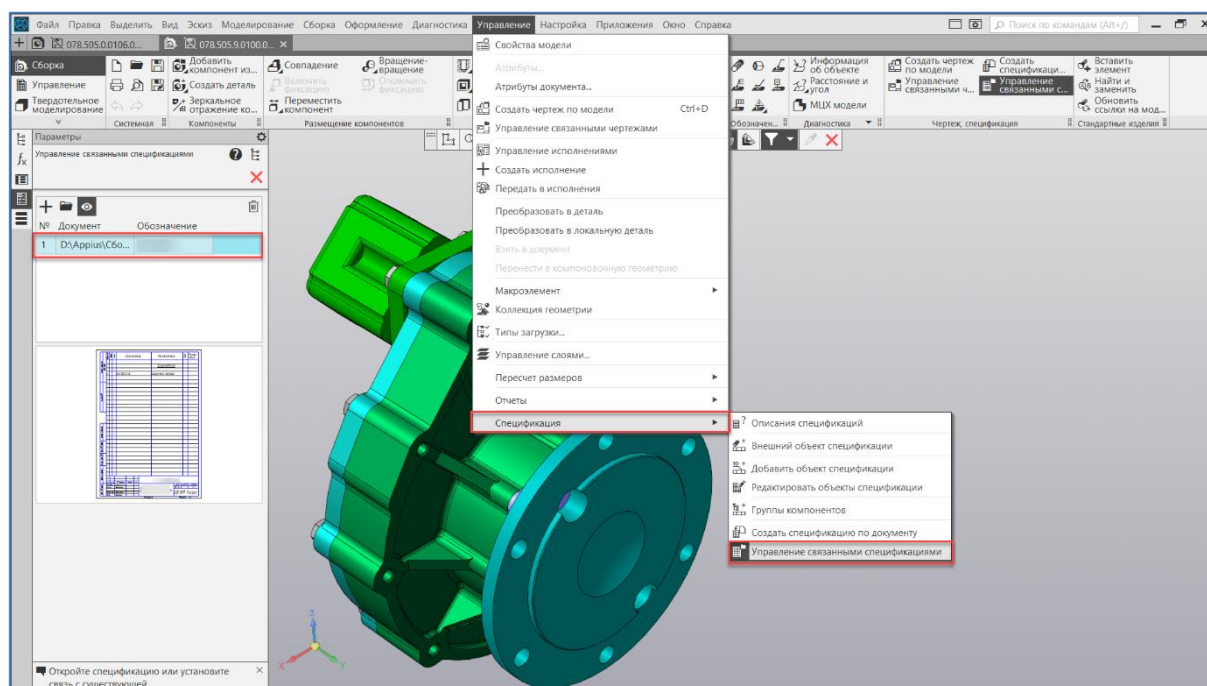 Файл Правка Выделить Вид Эскиз Моделирование Сборка Оформление Диагностика Управление Настройка Приложения Окно Справка
Поиск по командам (Alt+/)
078.505.0.0106.0...
078.505.9.0100.0...
Сборка
Управление
Твердотельное моделирование
Системная
Добавить компонент из...
Создать деталь
Зеркальное отражение ко...
Компоненты
Совпадение
Включить фиксацию
Переместить компонент
Вращение-вращение
Отключить фиксацию
Размещение компонентов
Обозначен...
Информация об объекте
Расстояние и угол
МЦХ модели
Диагностика
Создать чертеж по модели
Управление связанными ч...
Создать спецификаци...
Управление связанными с...
Чертеж, спецификация
Вставить элемент
Найти и заменить
Обновить ссылки на мод...
Стандартные изделия
Параметры
Управление связанными спецификациями
№ Документ Обозначение
1 D:\Appius\Сбо...
Свойства модели
Атрибуты...
Атрибуты документа...
Создать чертеж по модели Ctrl+D
Управление связанными чертежами
Управление исполнениями
Создать исполнение
Передать в исполнения
Преобразовать в деталь
Преобразовать в локальную деталь
Взять в документ
Перенести в компоновочную геометрию
Макроэлемент
Коллекция геометрии
Типы загрузки...
Управление слоями...
Пересчет размеров
Отчеты
Спецификация
Описания спецификаций
Внешний объект спецификации
Добавить объект спецификации
Редактировать объекты спецификации
Группы компонентов
Создать спецификацию по документу
Управление связанными спецификациями
Z
X
Y
Откройте спецификацию или установите
связь с существующей